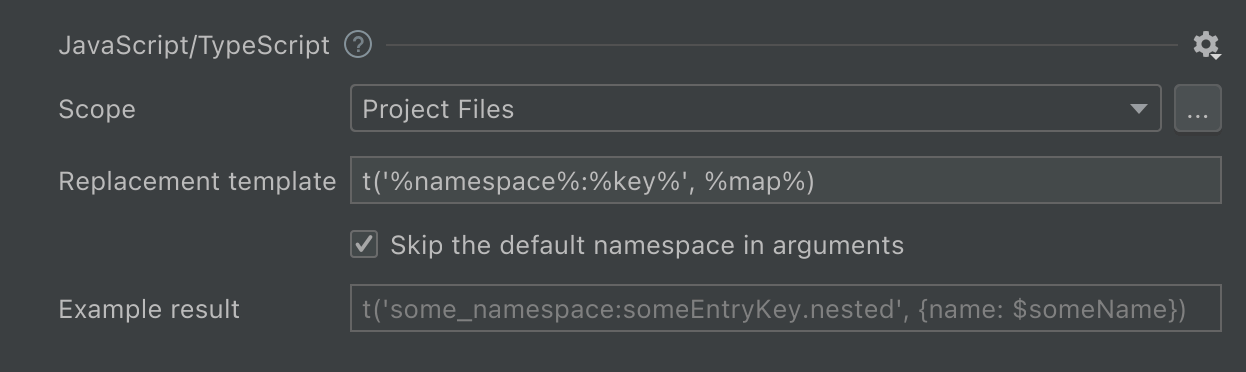 JavaScript/TypeScript ?
Scope Project Files ...
Replacement template t('%namespace%:%key%', %map%)
Skip the default namespace in arguments
Example result t('some_namespace:someEntryKey.nested', {name: $someName})